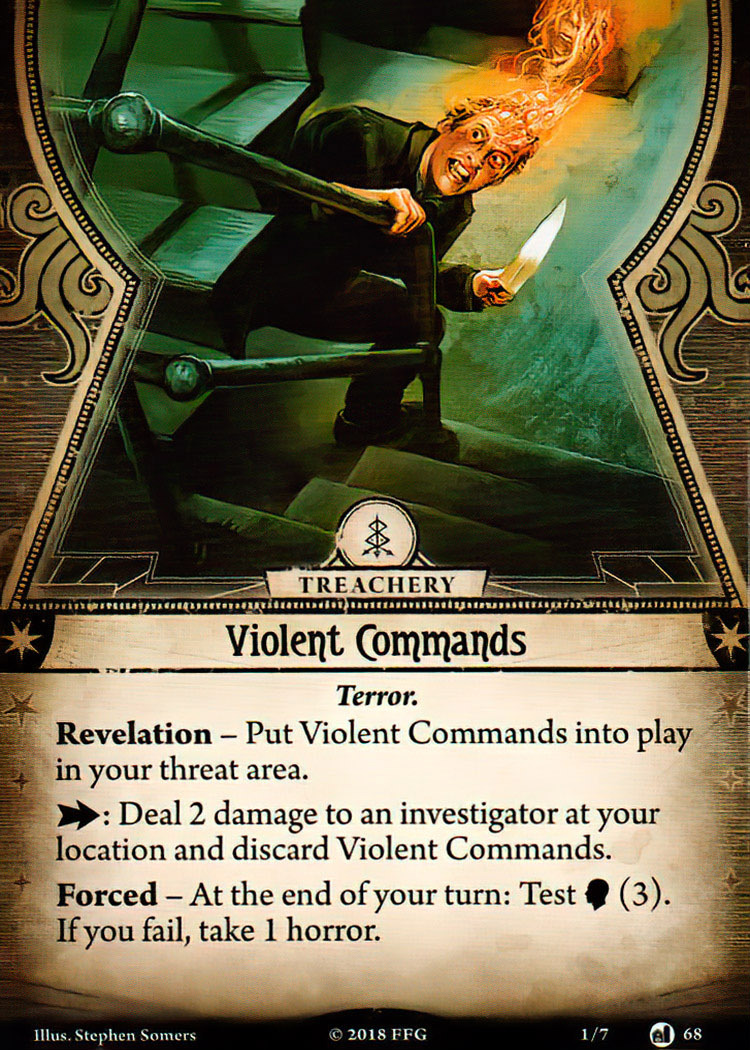 TREACHERY
Violent Commands
Terror.
Revelation – Put Violent Commands into play
in your threat area.
: Deal 2 damage to an investigator at your
location and discard Violent Commands.
Forced – At the end of your turn: Test (3).
If you fail, take 1 horror.
Illus. Stephen Somers © 2018 FFG 1/7 68